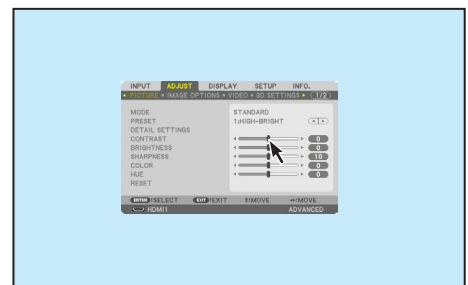 INPUT ADJUST DISPLAY SETUP INFO.
PICTURE • IMAGE OPTIONS • VIDEO • 3D SETTINGS (1/2)
MODE STANDARD
PRESET 1:HIGH-BRIGHT
DETAIL SETTINGS
CONTRAST 0
BRIGHTNESS 0
SHARPNESS 10
COLOR 0
HUE 0
RESET
ENTER:SELECT EXIT:EXIT ↕:MOVE ↔:MOVE
HDMI1 ADVANCED